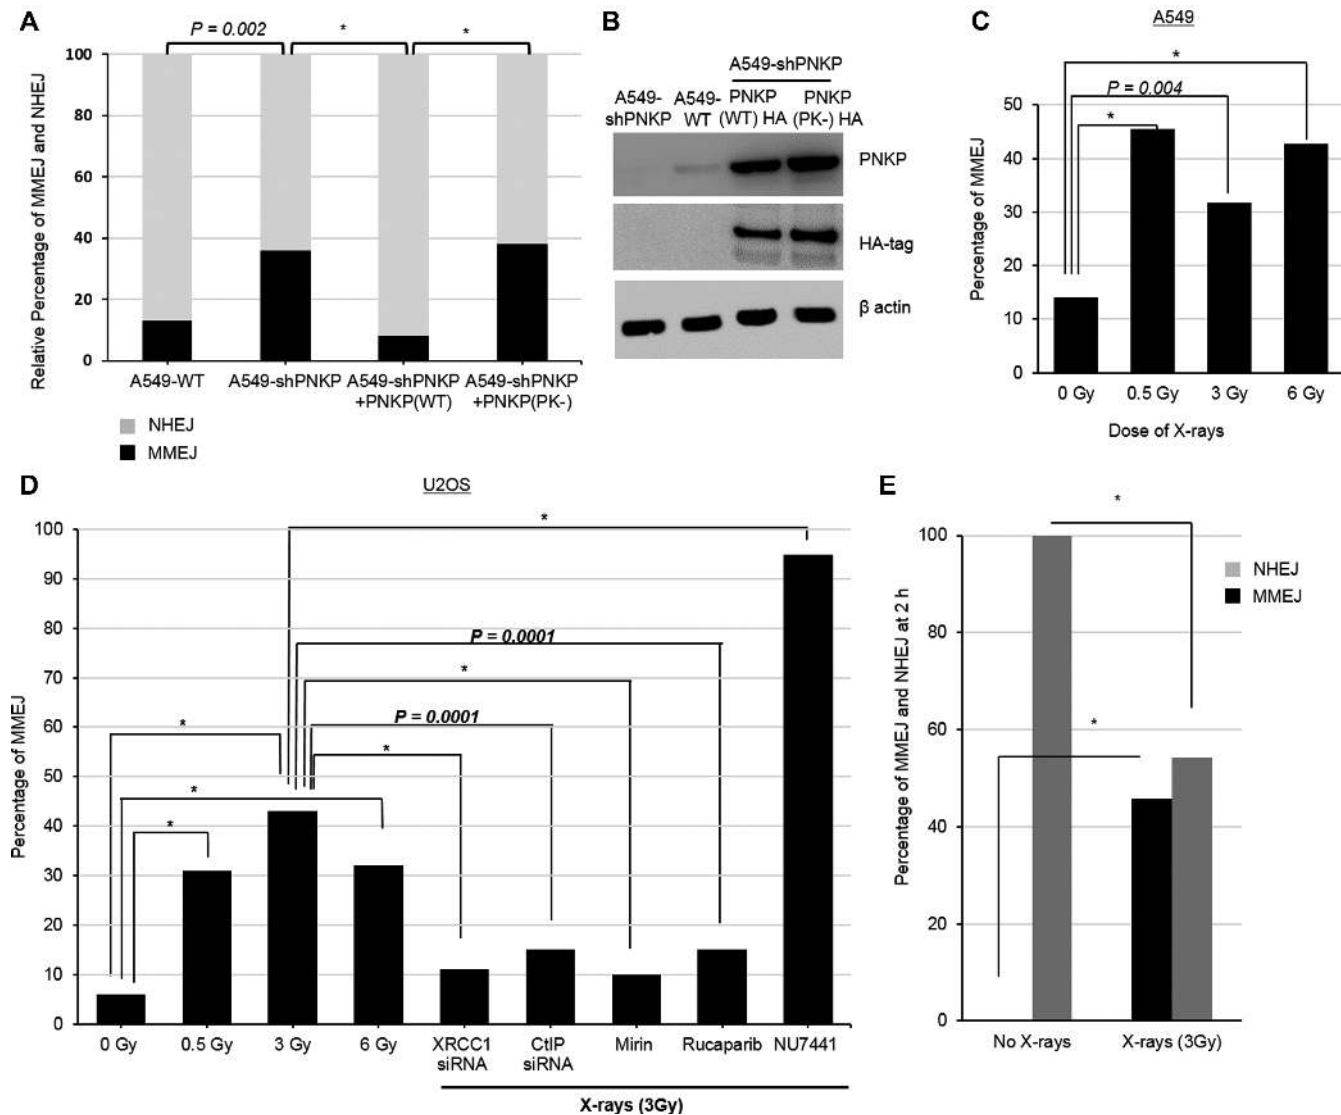 A
P = 0.002
*
*
Relative Percentage of MMEJ and NHEJ
100
80
60
40
20
0
A549-WT
A549-shPNKP
A549-shPNKP
+PNKP(WT)
A549-shPNKP
+PNKP(PK-)
NHEJ
MMEJ
B
A549-shPNKP
A549-
shPNKP
A549-
WT
PNKP
(WT) HA
PNKP
(PK-) HA
PNKP
HA-tag
β actin
C
A549
*
P = 0.004
*
Percentage of MMEJ
50
40
30
20
10
0
0 Gy
0.5 Gy
3 Gy
6 Gy
Dose of X-rays
D
U2OS
*
P = 0.0001
*
P = 0.0001
*
*
*
*
Percentage of MMEJ
100
90
80
70
60
50
40
30
20
10
0
0 Gy
0.5 Gy
3 Gy
6 Gy
XRCC1
siRNA
CtIP
siRNA
Mirin
Rucaparib
NU7441
X-rays (3Gy)
E
*
*
NHEJ
MMEJ
Percentage of MMEJ and NHEJ at 2 h
100
80
60
40
20
0
No X-rays
X-rays (3Gy)